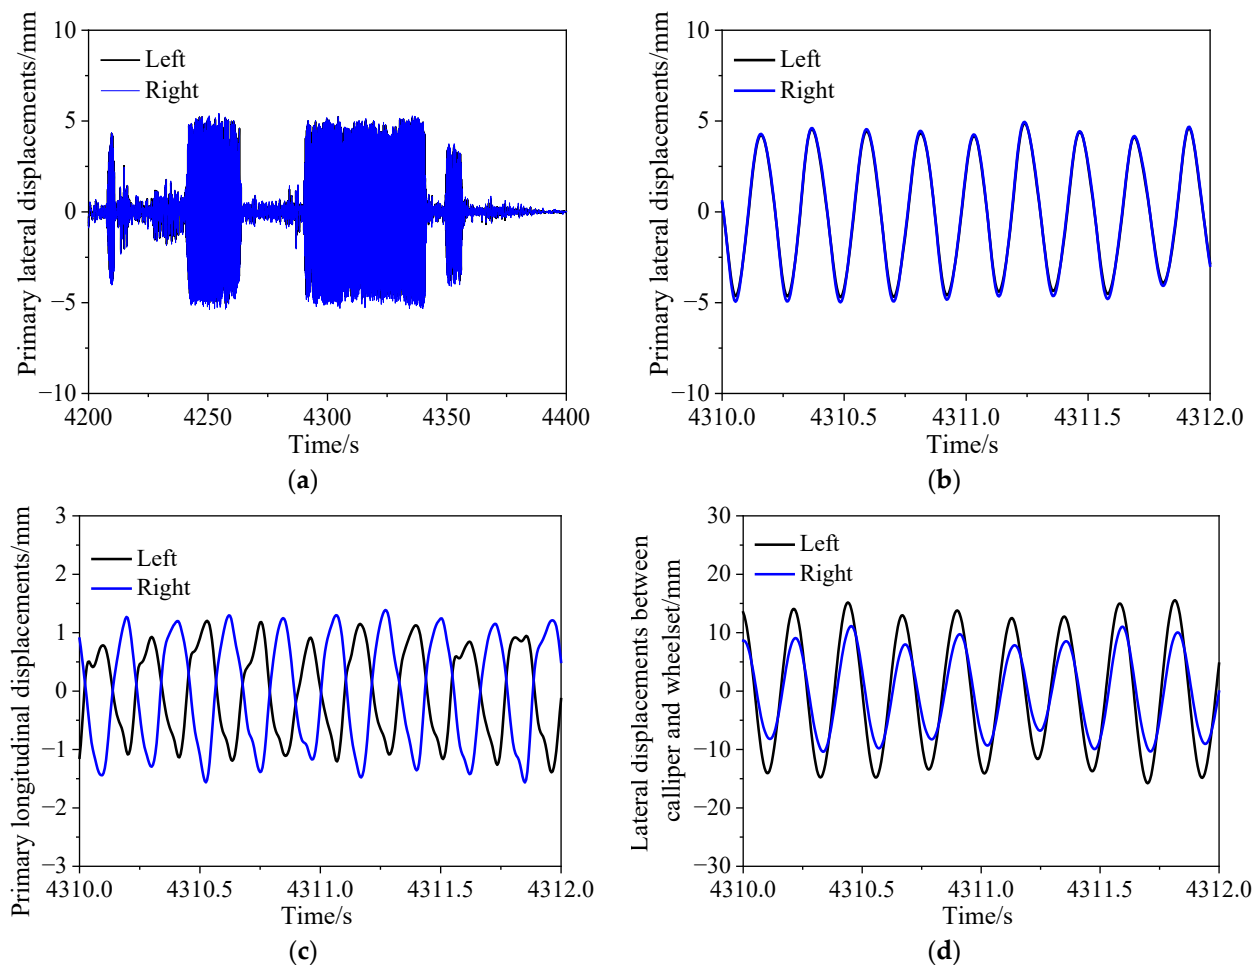 Primary lateral displacements/mm
10
5
0
−5
−10
Left
Right
4200
4250
4300
4350
4400
Time/s
(a)
Primary lateral displacements/mm
10
5
0
−5
−10
Left
Right
4310.0
4310.5
4311.0
4311.5
4312.0
Time/s
(b)
Primary longitudinal displacements/mm
3
2
1
0
−1
−2
−3
Left
Right
4310.0
4310.5
4311.0
4311.5
4312.0
Time/s
(c)
Lateral displacements between
calliper and wheelset/mm
30
20
10
0
−10
−20
−30
Left
Right
4310.0
4310.5
4311.0
4311.5
4312.0
Time/s
(d)